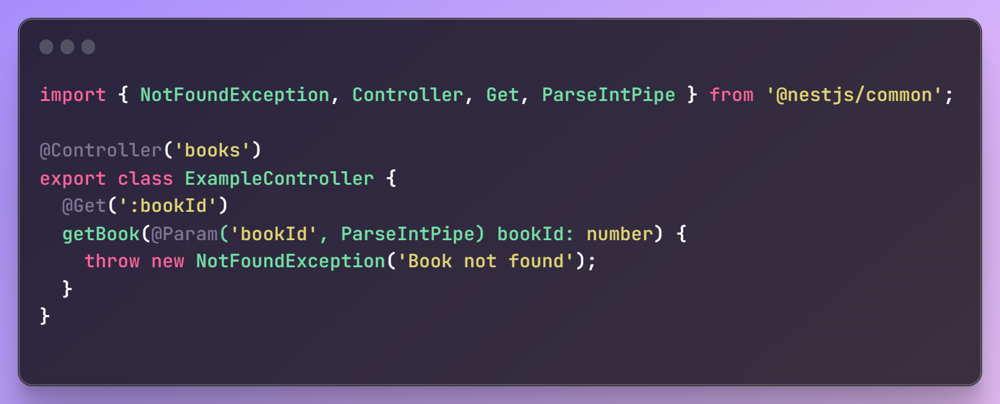 import { NotFoundException, Controller, Get, ParseIntPipe } from '@nestjs/common';

@Controller('books')
export class ExampleController {
  @Get(':bookId')
  getBook(@Param('bookId', ParseIntPipe) bookId: number) {
    throw new NotFoundException('Book not found');
  }
}